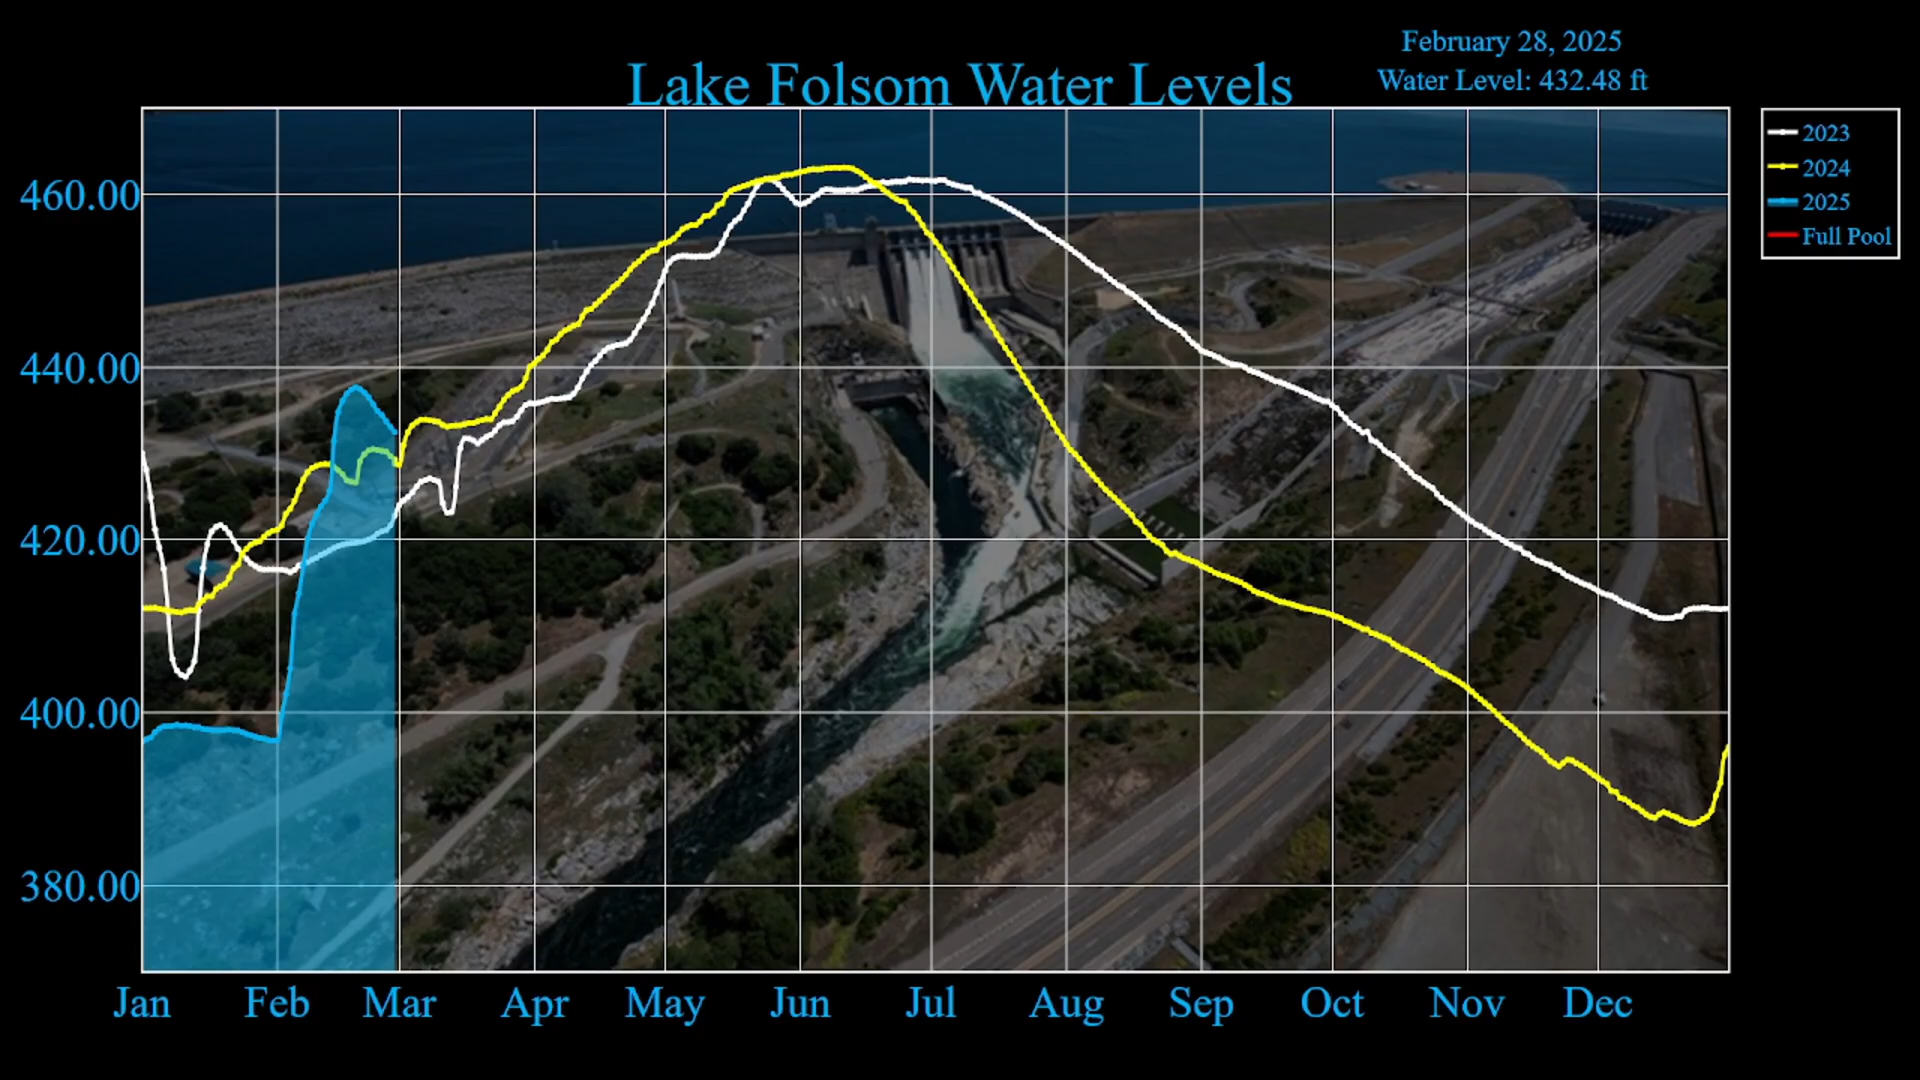 February 28, 2025
Lake Folsom Water Levels
Water Level: 432.48 ft
2023
2024
2025
Full Pool
460.00
440.00
420.00
400.00
380.00
Jan Feb Mar Apr May Jun Jul Aug Sep Oct Nov Dec